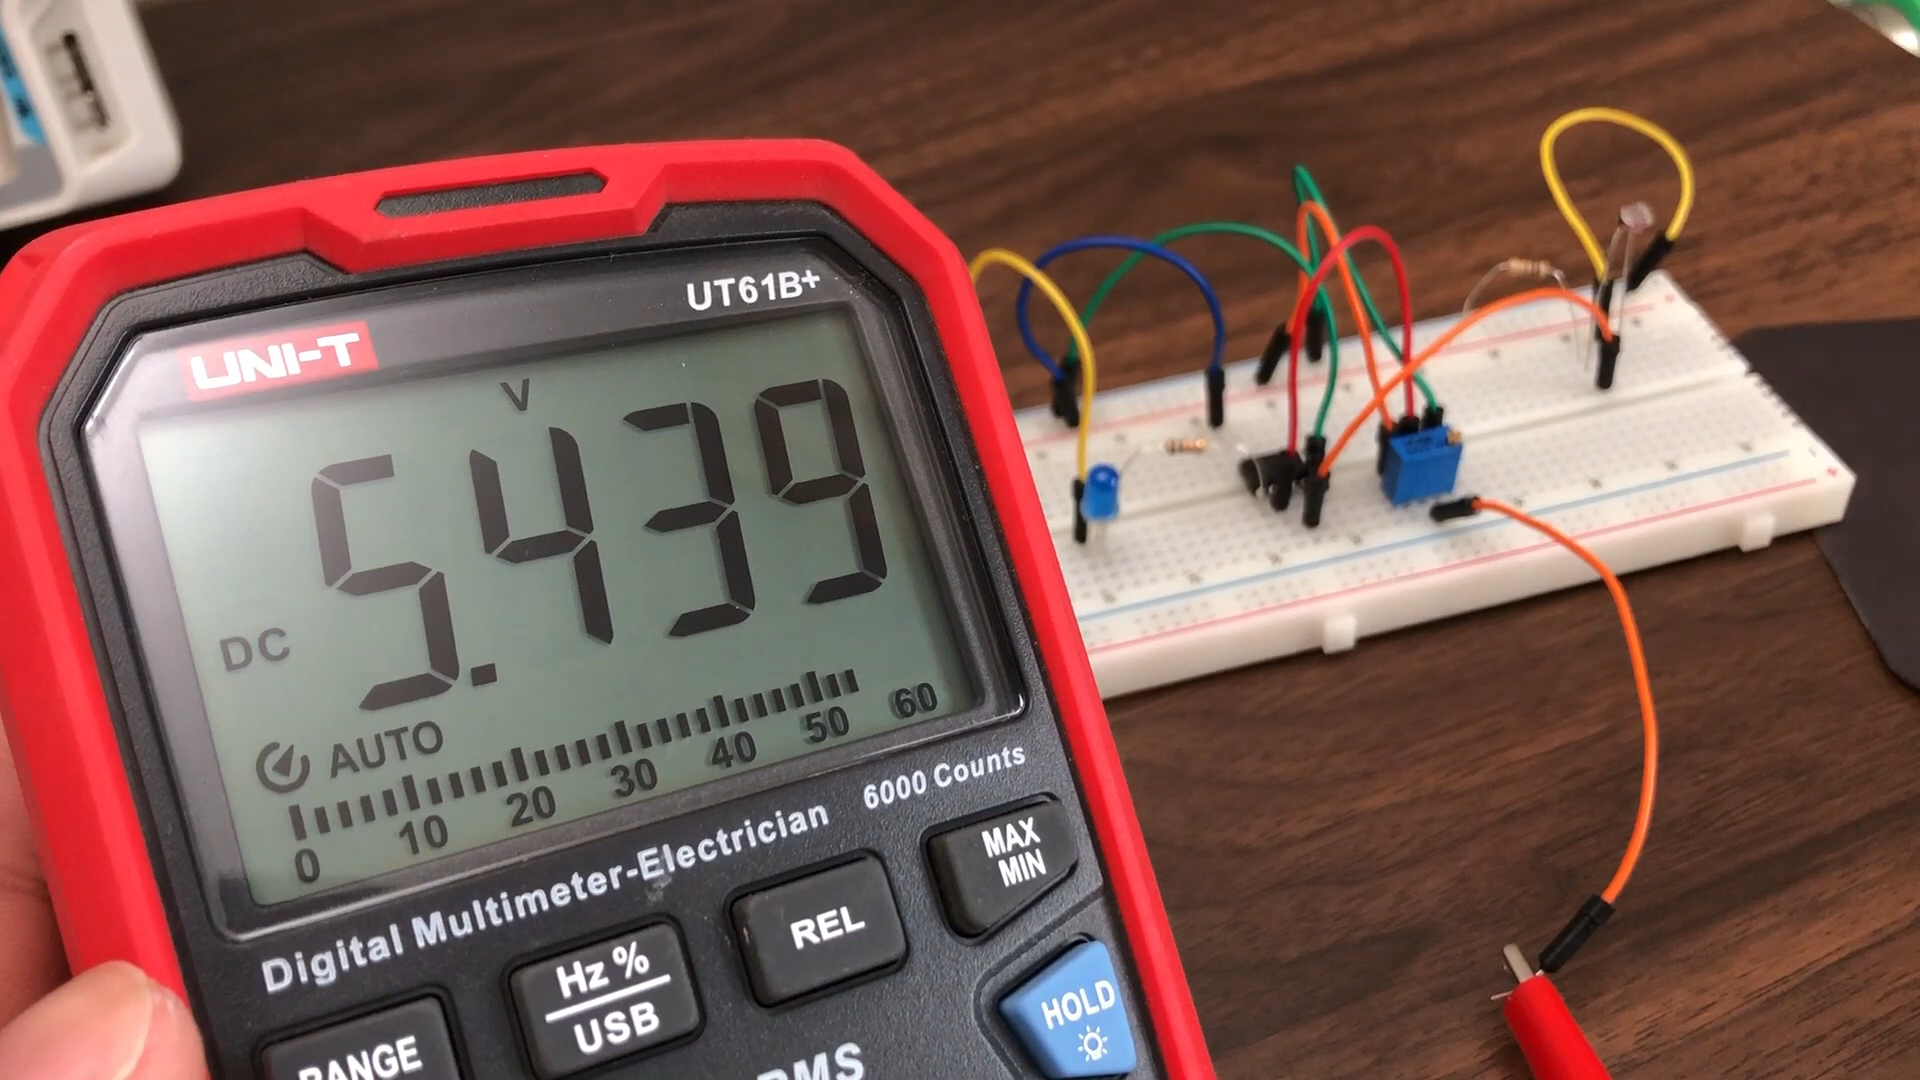 UT61B+
UNI-T
V
5.439
DC
AUTO
0 10 20 30 40 50 60
6000 Counts
Digital Multimeter-Electrician
MAX
MIN
REL
Hz %
USB
HOLD
RANGE
RMS